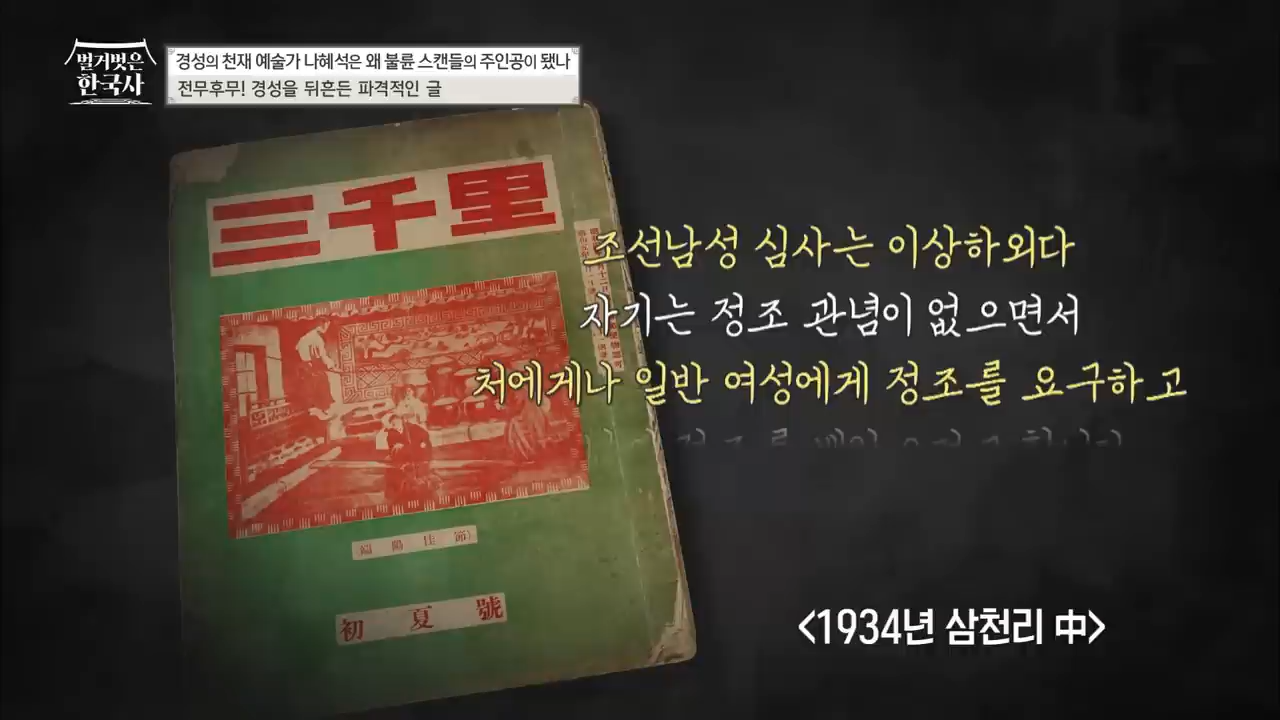 벌거벗은
한국사
경성의 천재 예술가 나혜석은 왜 불륜 스캔들의 주인공이 됐나
전무후무! 경성을 뒤흔든 파격적인 글
三千里
조선남성 심사는 이상하외다
자기는 정조 관념이 없으면서
처에게나 일반 여성에게 정조를 요구하고
端陽佳節
初夏號
<1934년 삼천리 中>